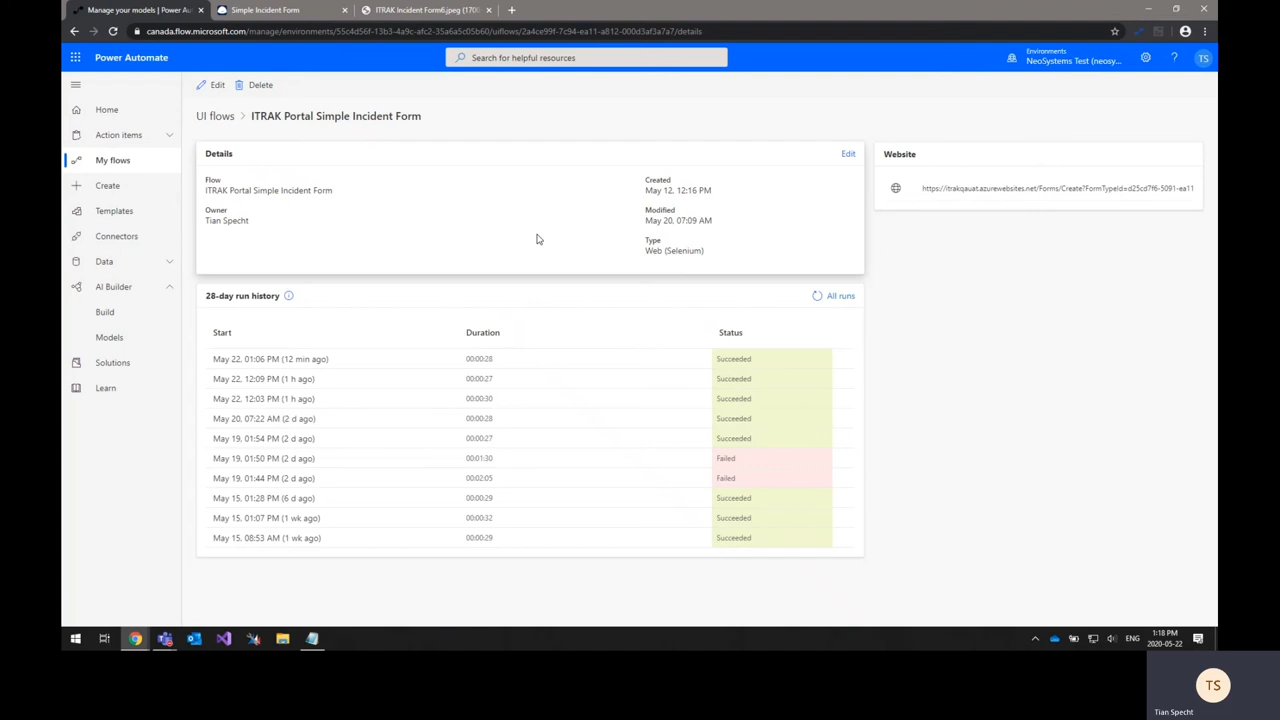 Manage your models | Power Aut
Simple Incident Form
ITRAK Incident Form6.jpeg (1700
canada.flow.microsoft.com/manage/environments/55c4d56f-13b3-4a9c-afc2-35a6a5c05b60/uiflows/2a4ce99f-7c94-ea11-a812-000d3af3a7a7/details
Power Automate
Search for helpful resources
Environments
NeoSystems Test (neosy...
TS
Edit
Delete
Home
Action items
My flows
Create
Templates
Connectors
Data
AI Builder
Build
Models
Solutions
Learn
UI flows > ITRAK Portal Simple Incident Form
Details
Edit
Flow
ITRAK Portal Simple Incident Form
Owner
Tian Specht
Created
May 12, 12:16 PM
Modified
May 20, 07:09 AM
Type
Web (Selenium)
Website
https://itrakqauat.azurewebsites.net/Forms/Create?FormTypeId=d25cd7f6-5091-ea11
28-day run history
All runs
Start Duration Status
May 22, 01:06 PM (12 min ago) 00:00:28 Succeeded
May 22, 12:09 PM (1 h ago) 00:00:27 Succeeded
May 22, 12:03 PM (1 h ago) 00:00:30 Succeeded
May 20, 07:22 AM (2 d ago) 00:00:28 Succeeded
May 19, 01:54 PM (2 d ago) 00:00:27 Succeeded
May 19, 01:50 PM (2 d ago) 00:01:30 Failed
May 19, 01:44 PM (2 d ago) 00:02:05 Failed
May 15, 01:28 PM (6 d ago) 00:00:29 Succeeded
May 15, 01:07 PM (1 wk ago) 00:00:32 Succeeded
May 15, 08:53 AM (1 wk ago) 00:00:29 Succeeded
ENG
1:18 PM
2020-05-22
TS
Tian Specht